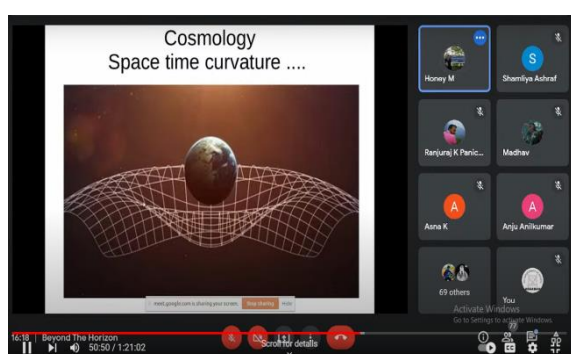 Cosmology
Space time curvature ....
Honey M
Shamliya Ashraf
Ranjuraj K Panic...
Madhav
Asna K
Anju Anilkumar
69 others
You
meet.google.com is sharing your screen.
Stop sharing
Hide
Activate Windows
Go to Settings to activate Windows.
77
16:18
Beyond The Horizon
50:50 / 1:21:02
Scroll for details
S
A
A
CC